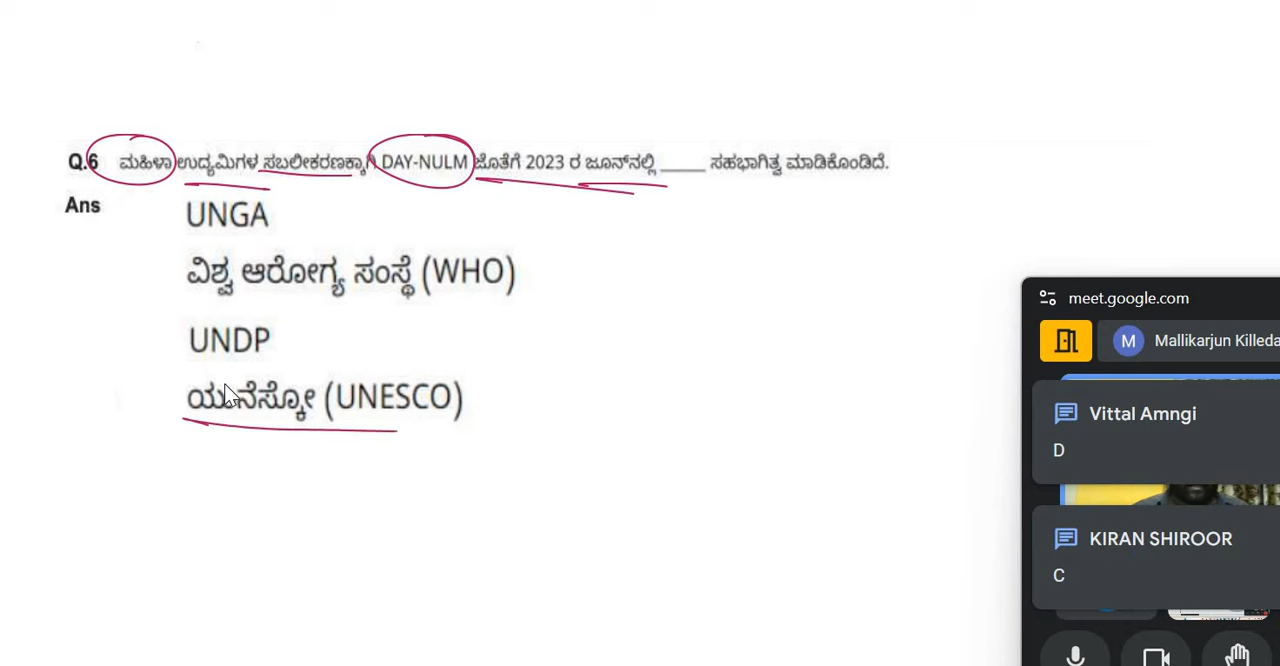 Q.6 ಮಹಿಳಾ ಉದ್ಯಮಿಗಳ ಸಬಲೀಕರಣಕ್ಕಾಗಿ DAY-NULM ಜೊತೆಗೆ 2023 ರ ಜೂನ್‌ನಲ್ಲಿ _____ ಸಹಭಾಗಿತ್ವ ಮಾಡಿಕೊಂಡಿದೆ.
Ans
UNGA
ವಿಶ್ವ ಆರೋಗ್ಯ ಸಂಸ್ಥೆ (WHO)
UNDP
ಯುನೆಸ್ಕೋ (UNESCO)
meet.google.com
M Mallikarjun Killeda
Vittal Amngi
D
KIRAN SHIROOR
C